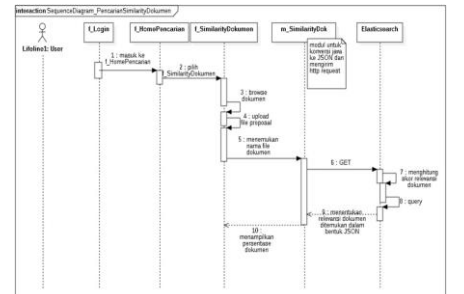 interaction SequenceDiagram_PencarianSimilarityDokumen
Lifeline1: User
f_Login
f_HomePencarian
f_SimilarityDokumen
m_SimilarityDok
Elasticsearch
modul untuk
konversi java
ke JSON dan
mengirim
http request
1 : masuk ke
f_HomePencarian
2 : pilih
f_SimilarityDokumen
3 : browse
dokumen
4 : upload
file proposal
5 : menemukan
nama file
dokumen
6 : GET
7 : menghitung
skor relevansi
dokumen
8 : query
9 : menentukan
relevansi dokumen
ditemukan dalam
bentuk JSON
10 :
menampilkan
persentase
dokumen